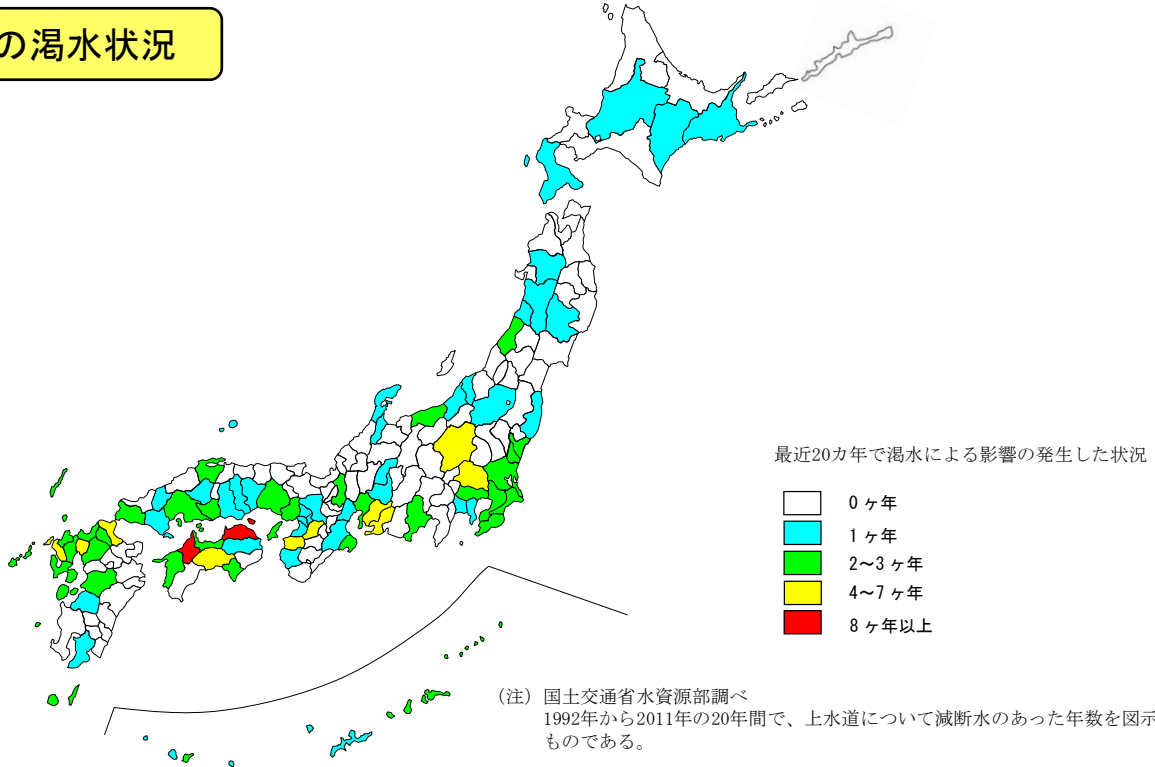 の渇水状況
最近20カ年で渇水による影響の発生した状況
0 ヶ年
1 ヶ年
2～3 ヶ年
4～7 ヶ年
8 ヶ年以上
（注）国土交通省水資源部調べ
1992年から2011年の20年間で、上水道について減断水のあった年数を図示
ものである。